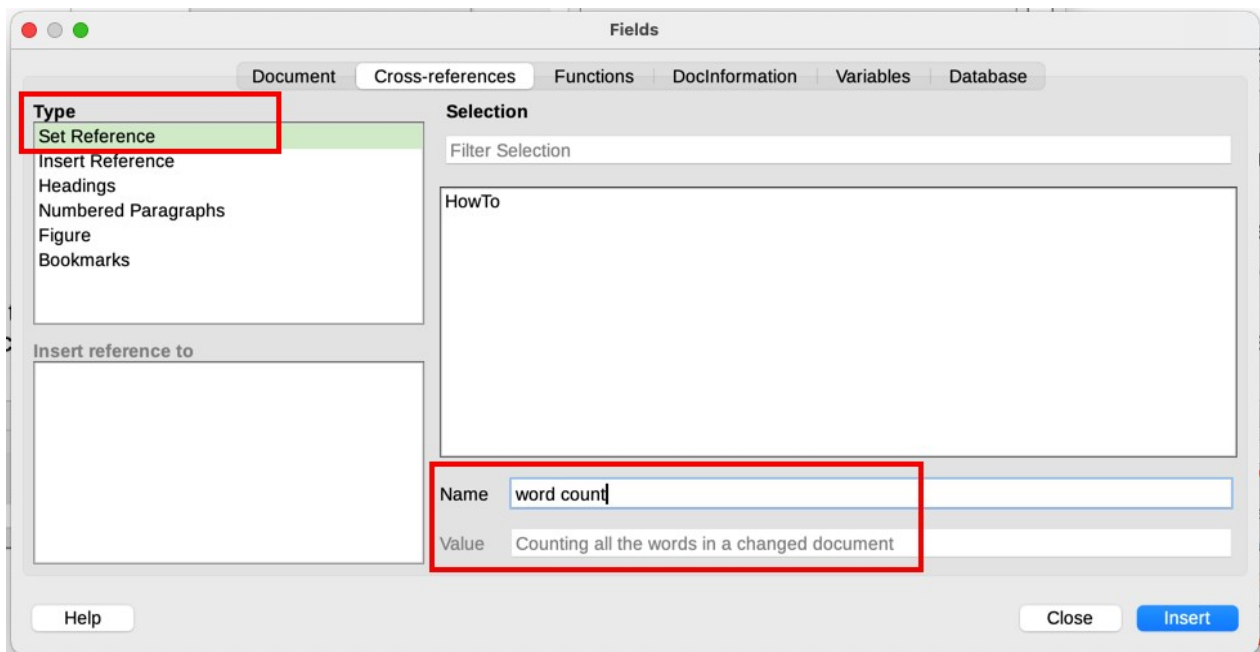 Fields
Document Cross-references Functions DocInformation Variables Database
Type
Set Reference
Insert Reference
Headings
Numbered Paragraphs
Figure
Bookmarks
Insert reference to
Selection
Filter Selection
HowTo
Name word count
Value Counting all the words in a changed document
Help Close Insert